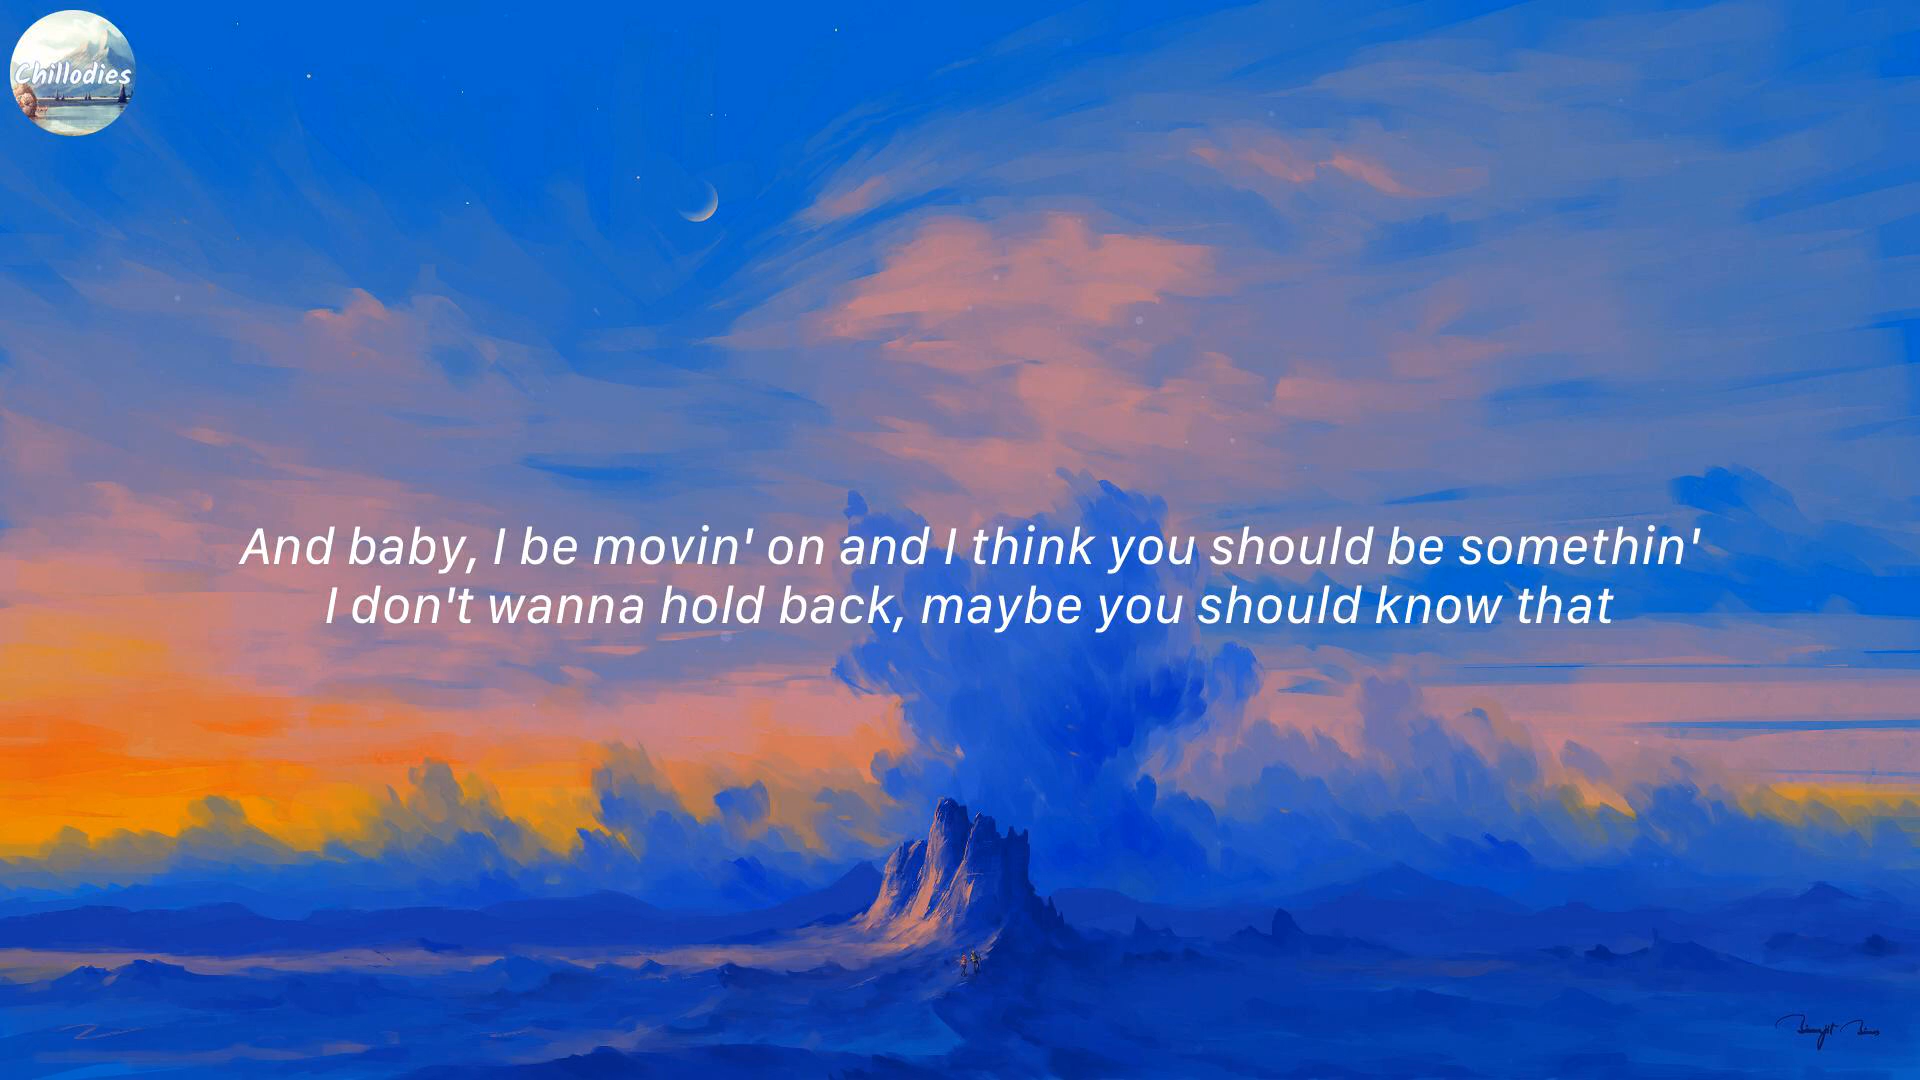 Chillodies
And baby, I be movin' on and I think you should be somethin'
I don't wanna hold back, maybe you should know that